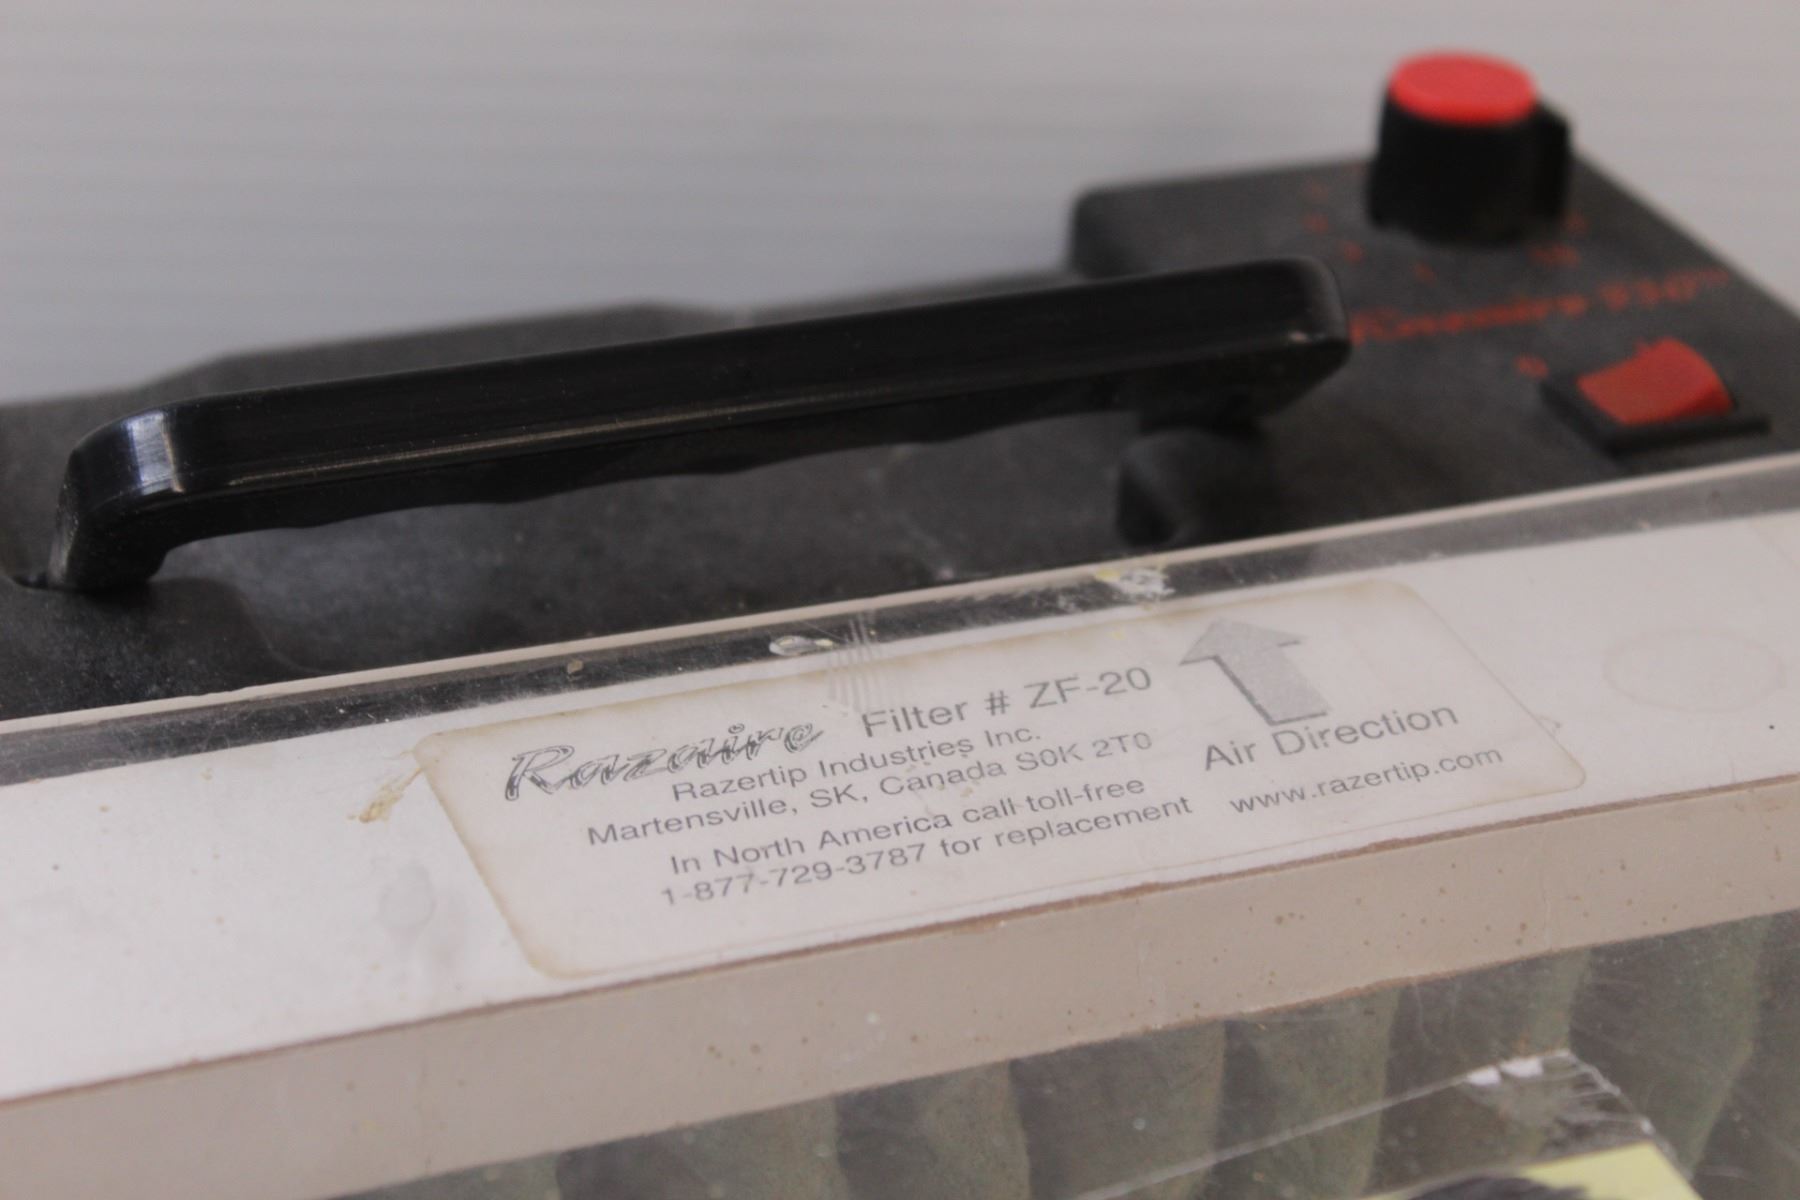 Razaire Filter # ZF-20
Razertip Industries Inc.
Martensville, SK, Canada S0K 2T0
In North America call toll-free
1-877-729-3787 for replacement
Air Direction
www.razertip.com